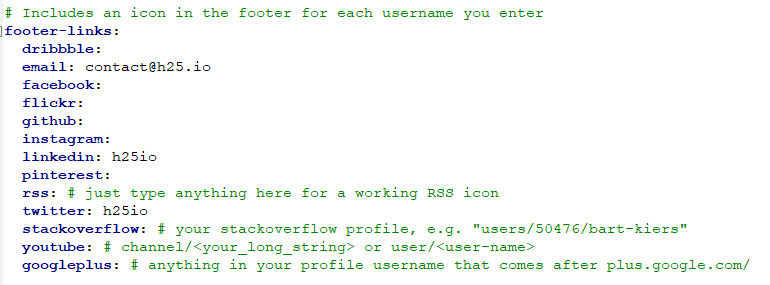 # Includes an icon in the footer for each username you enter
footer-links:
  dribbble:
  email: contact@h25.io
  facebook:
  flickr:
  github:
  instagram:
  linkedin: h25io
  pinterest:
  rss: # just type anything here for a working RSS icon
  twitter: h25io
  stackoverflow: # your stackoverflow profile, e.g. "users/50476/bart-kiers"
  youtube: # channel/<your_long_string> or user/<user-name>
  googleplus: # anything in your profile username that comes after plus.google.com/